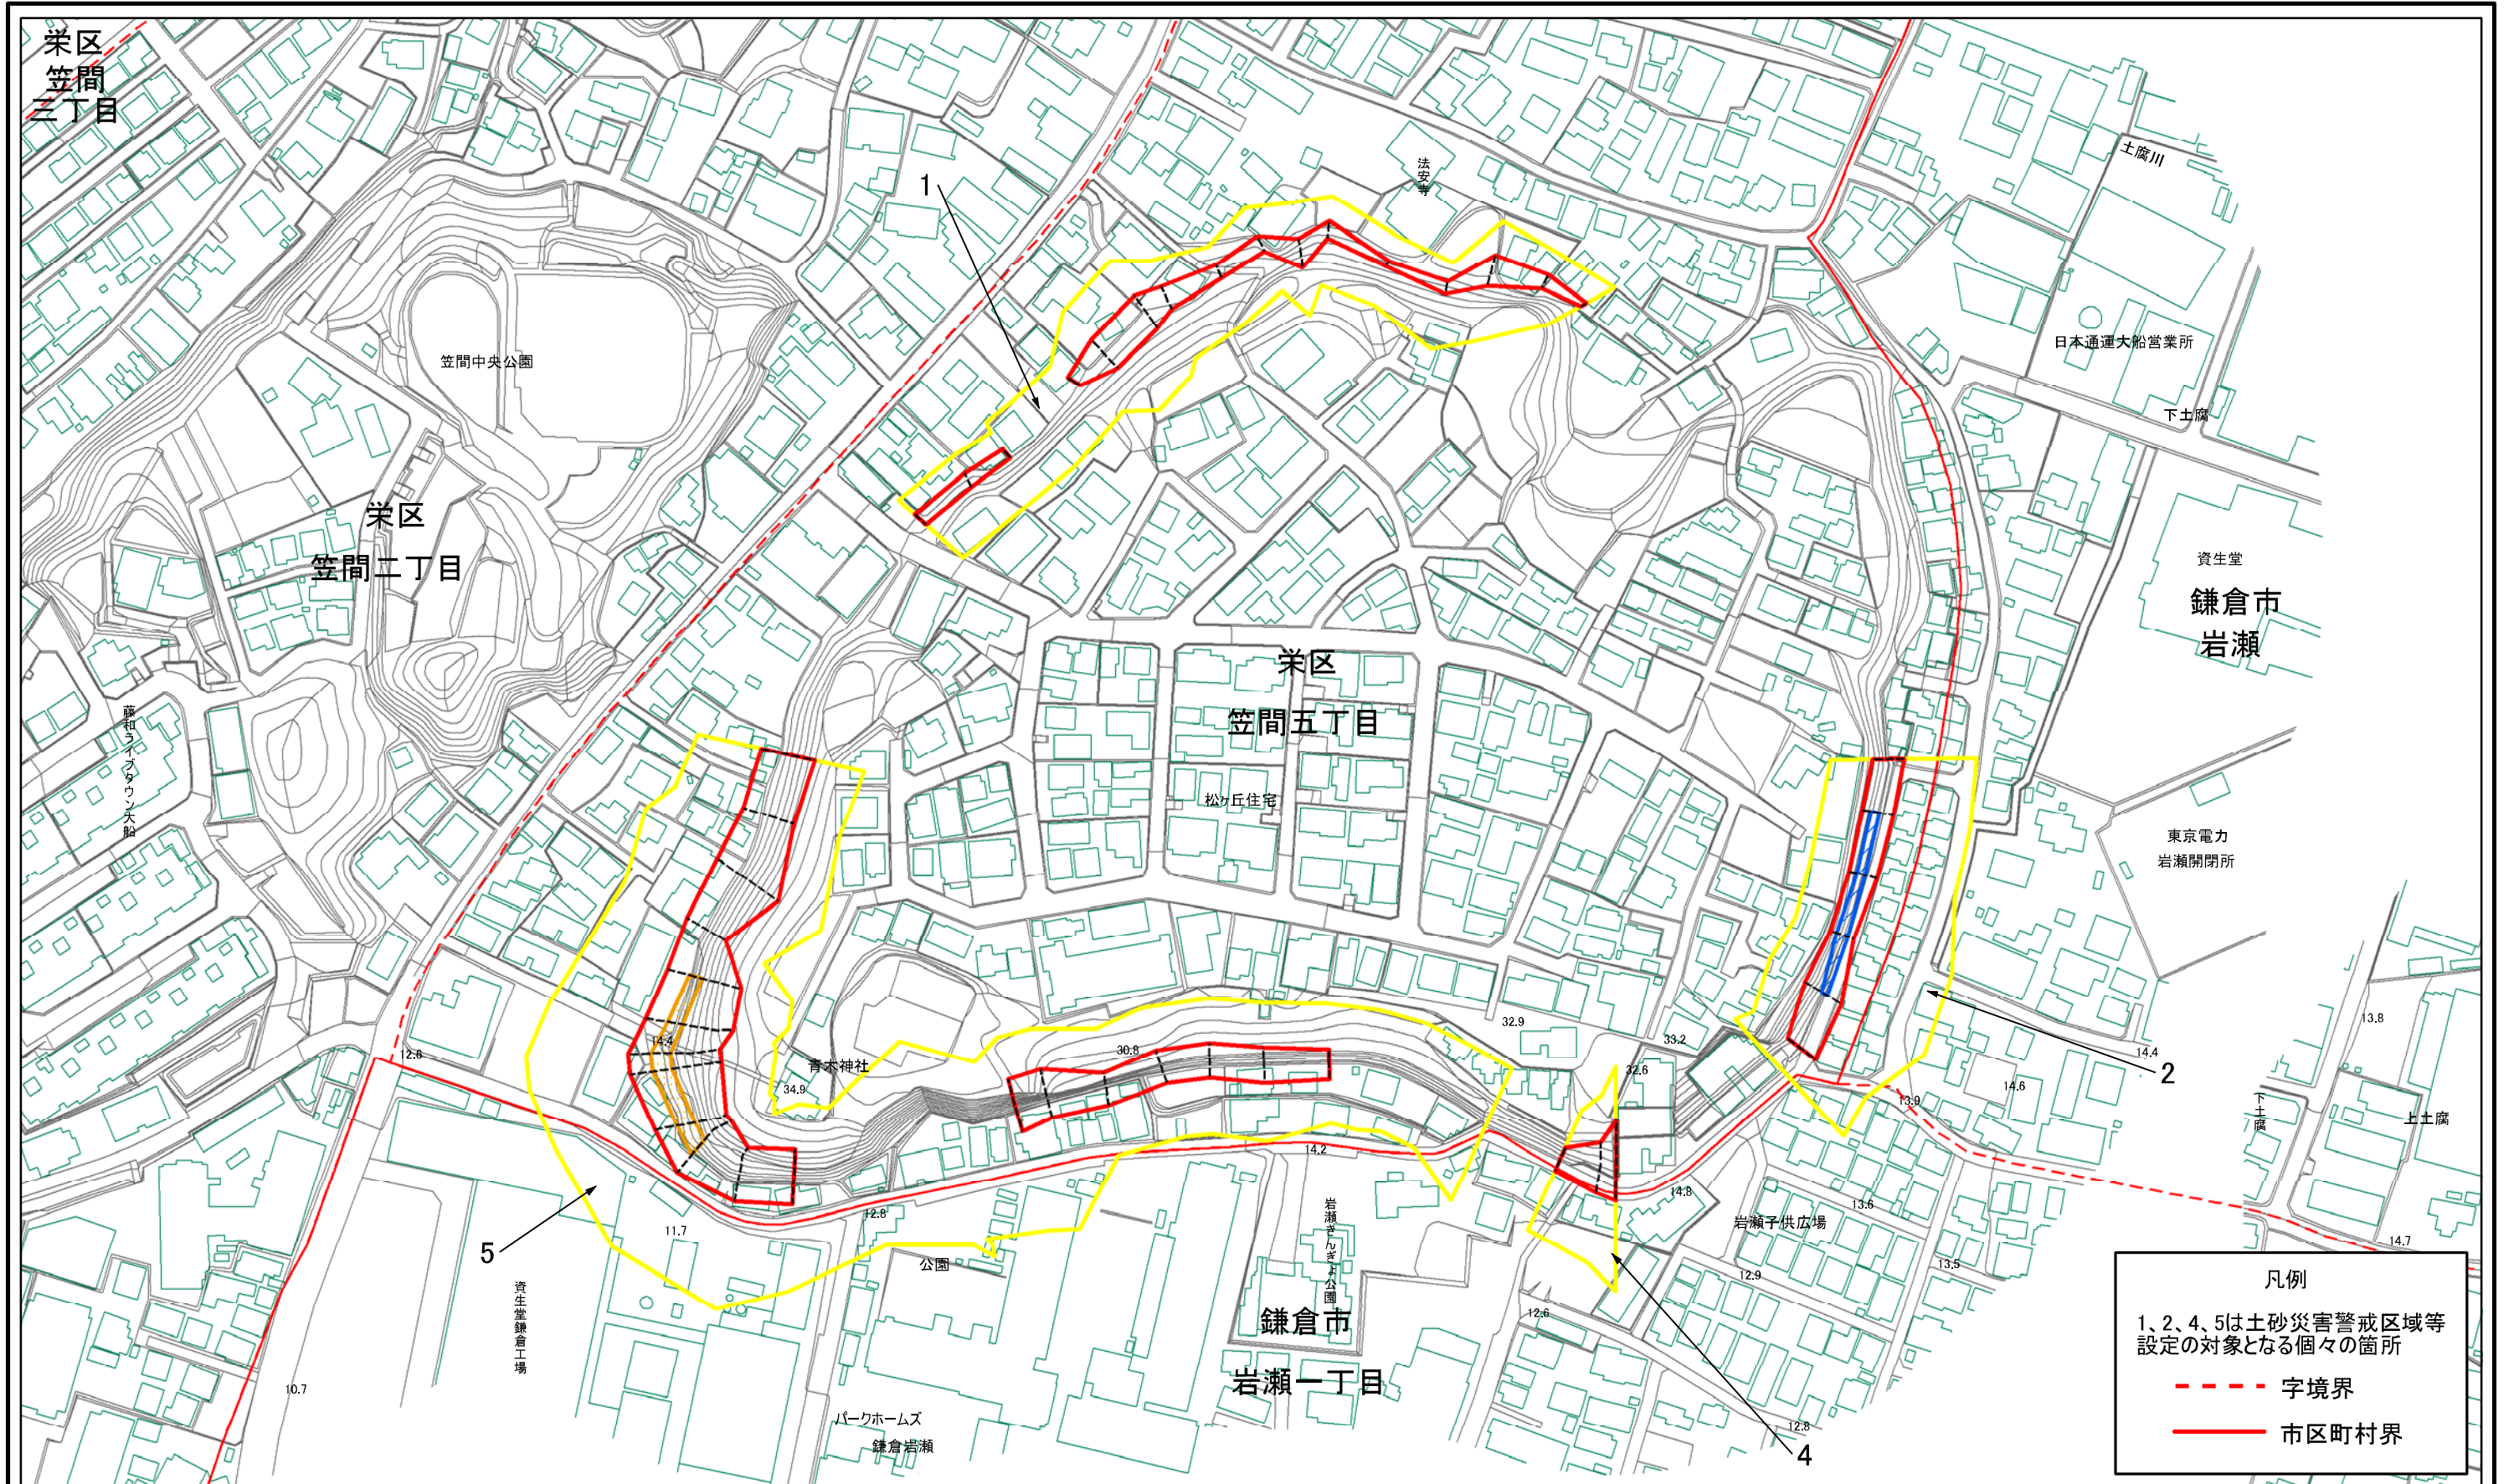 栄区
笠間
三丁目
法安寺
土腐川
1
笠間中央公園
日本通運大船営業所
下土腐
栄区
笠間二丁目
資生堂
鎌倉市
岩瀬
栄区
笠間五丁目
藤和ライブタウン大船
松ケ丘住宅
東京電力
岩瀬開閉所
32.9
33.2
13.8
14.4
12.6
30.8
14.4
青木神社
34.9
32.6
2
14.6
13.9
下土腐
上土腐
14.2
14.8
13.6
12.8
岩瀬子供広場
11.7
5
岩瀬きんぎょ公園
14.7
公園
12.9
13.5
資生堂鎌倉工場
鎌倉市
12.6
岩瀬一丁目
10.7
パークホームズ
鎌倉岩瀬
12.8
4
凡例
1、2、4、5は土砂災害警戒区域等
設定の対象となる個々の箇所
字境界
市区町村界